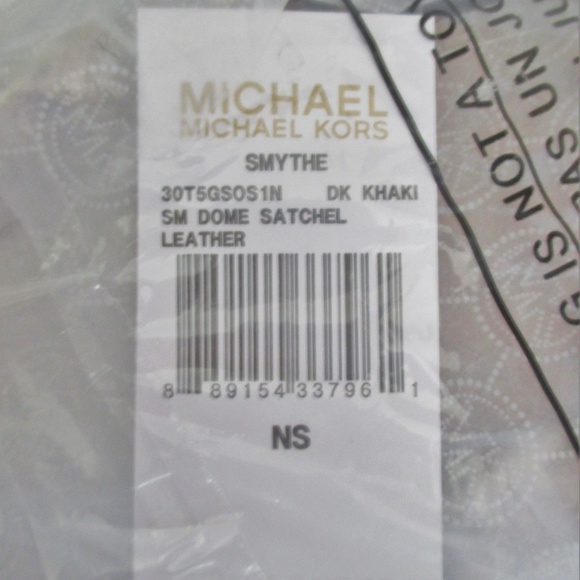 MICHAEL
MICHAEL KORS
SMYTHE
30T5GSOS1N DK KHAKI
SM DOME SATCHEL
LEATHER
8 89154 33796 1
NS
IS NOT A TO
PAS UN JO